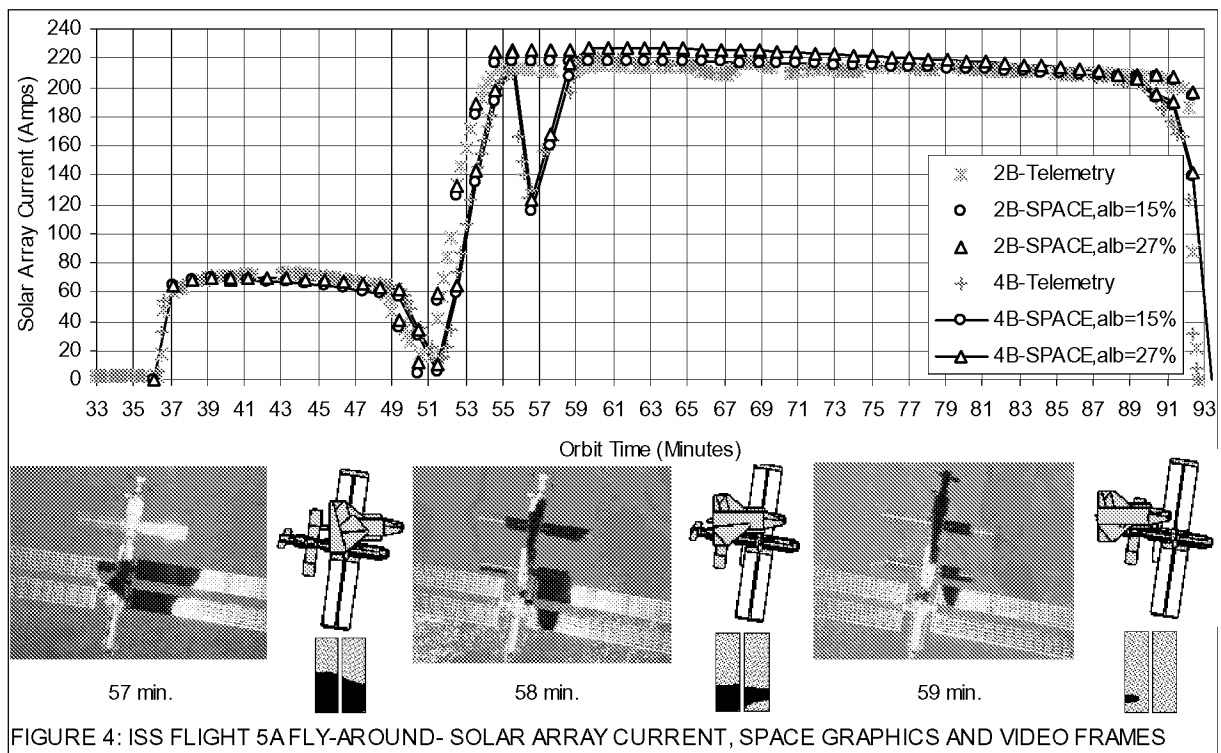 240
220
200
180
160
140
120
100
80
60
40
20
0
Solar Array Current (Amps)
33 35 37 39 41 43 45 47 49 51 53 55 57 59 61 63 65 67 69 71 73 75 77 79 81 83 85 87 89 91 93
Orbit Time (Minutes)
2B-Telemetry
2B-SPACE,alb=15%
2B-SPACE,alb=27%
4B-Telemetry
4B-SPACE,alb=15%
4B-SPACE,alb=27%
57 min.
58 min.
59 min.
FIGURE 4: ISS FLIGHT 5A FLY-AROUND- SOLAR ARRAY CURRENT, SPACE GRAPHICS AND VIDEO FRAMES